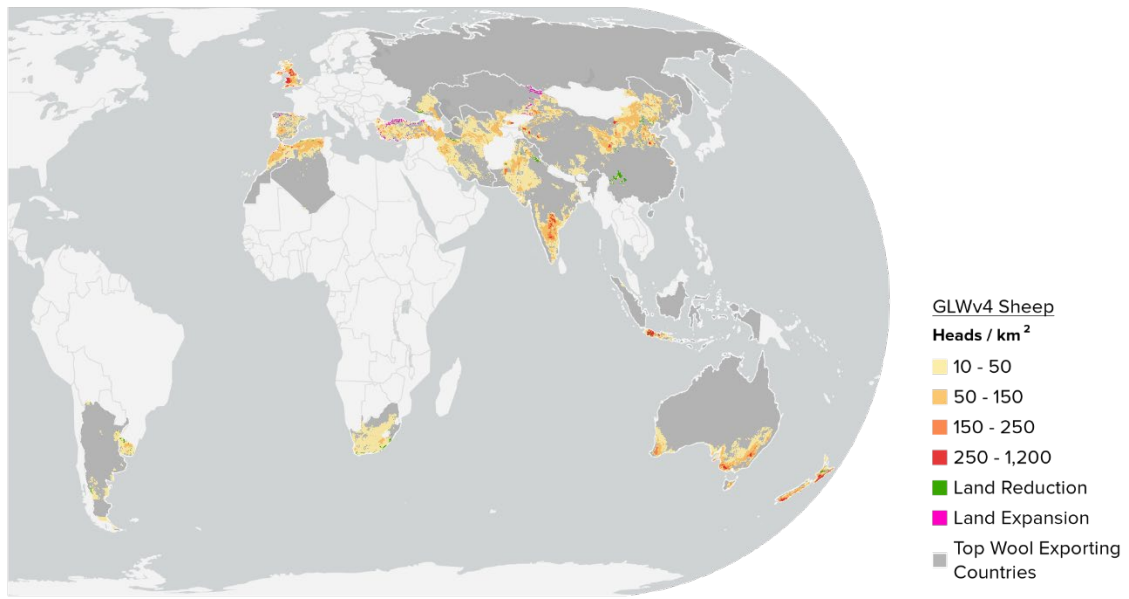 GLWv4 Sheep
Heads / km²
10 - 50
50 - 150
150 - 250
250 - 1,200
Land Reduction
Land Expansion
Top Wool Exporting
Countries